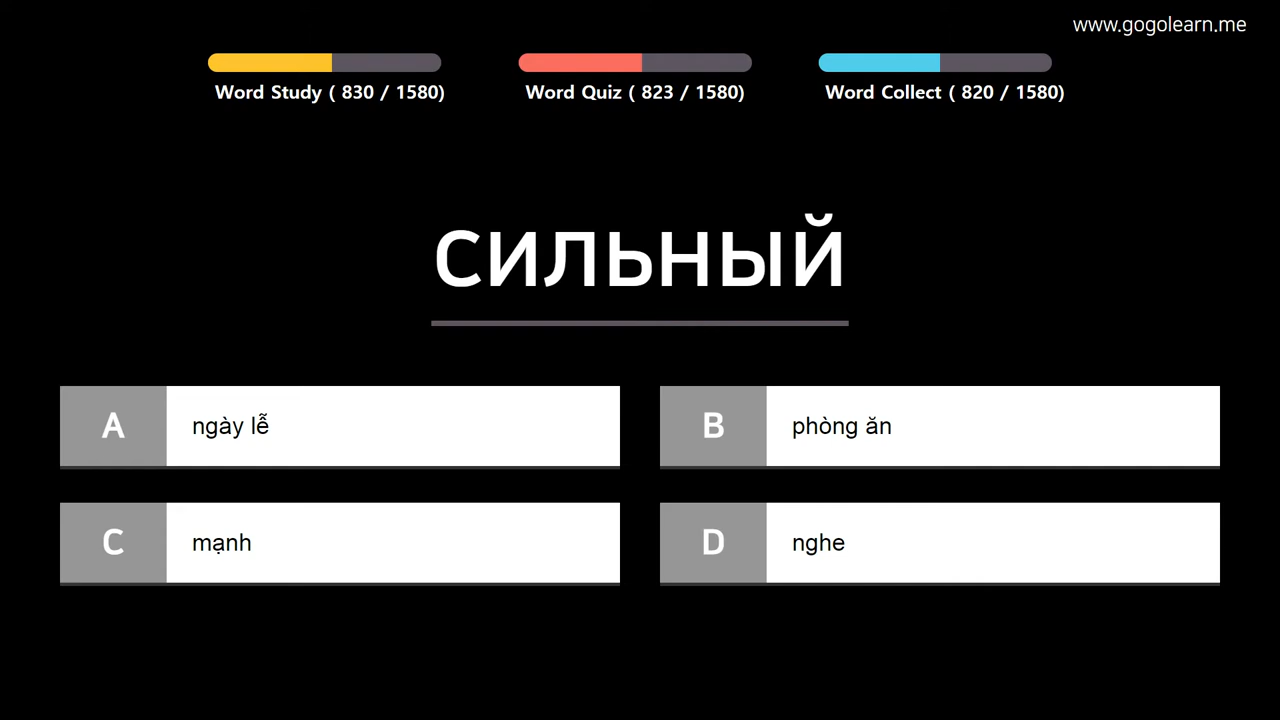 www.gogolearn.me
Word Study ( 830 / 1580)
Word Quiz ( 823 / 1580)
Word Collect ( 820 / 1580)
сильный
A ngày lễ
B phòng ăn
C mạnh
D nghe